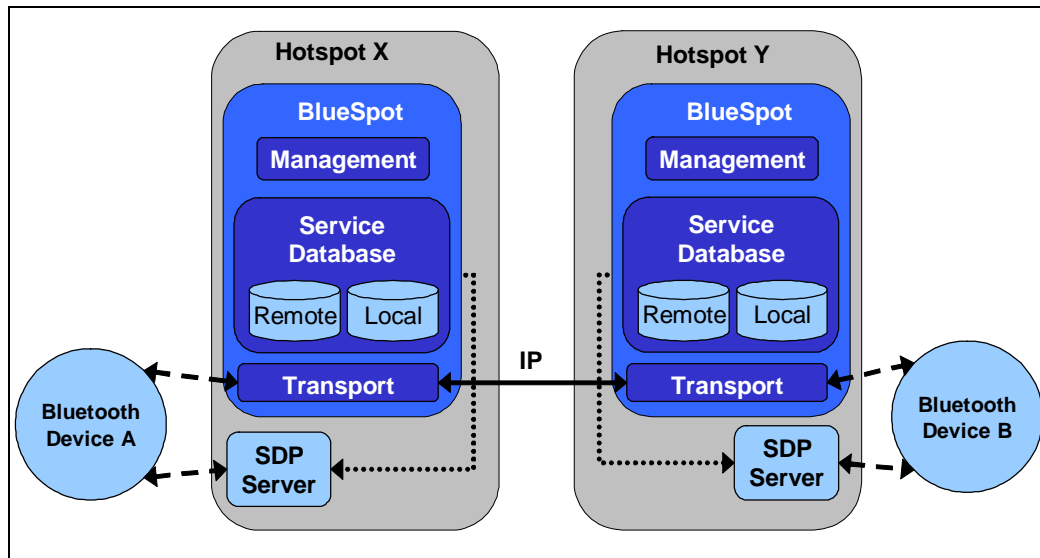 Hotspot X
BlueSpot
Management
Service
Database
Remote
Local
Transport
SDP
Server
Bluetooth
Device A
IP
Hotspot Y
BlueSpot
Management
Service
Database
Remote
Local
Transport
SDP
Server
Bluetooth
Device B